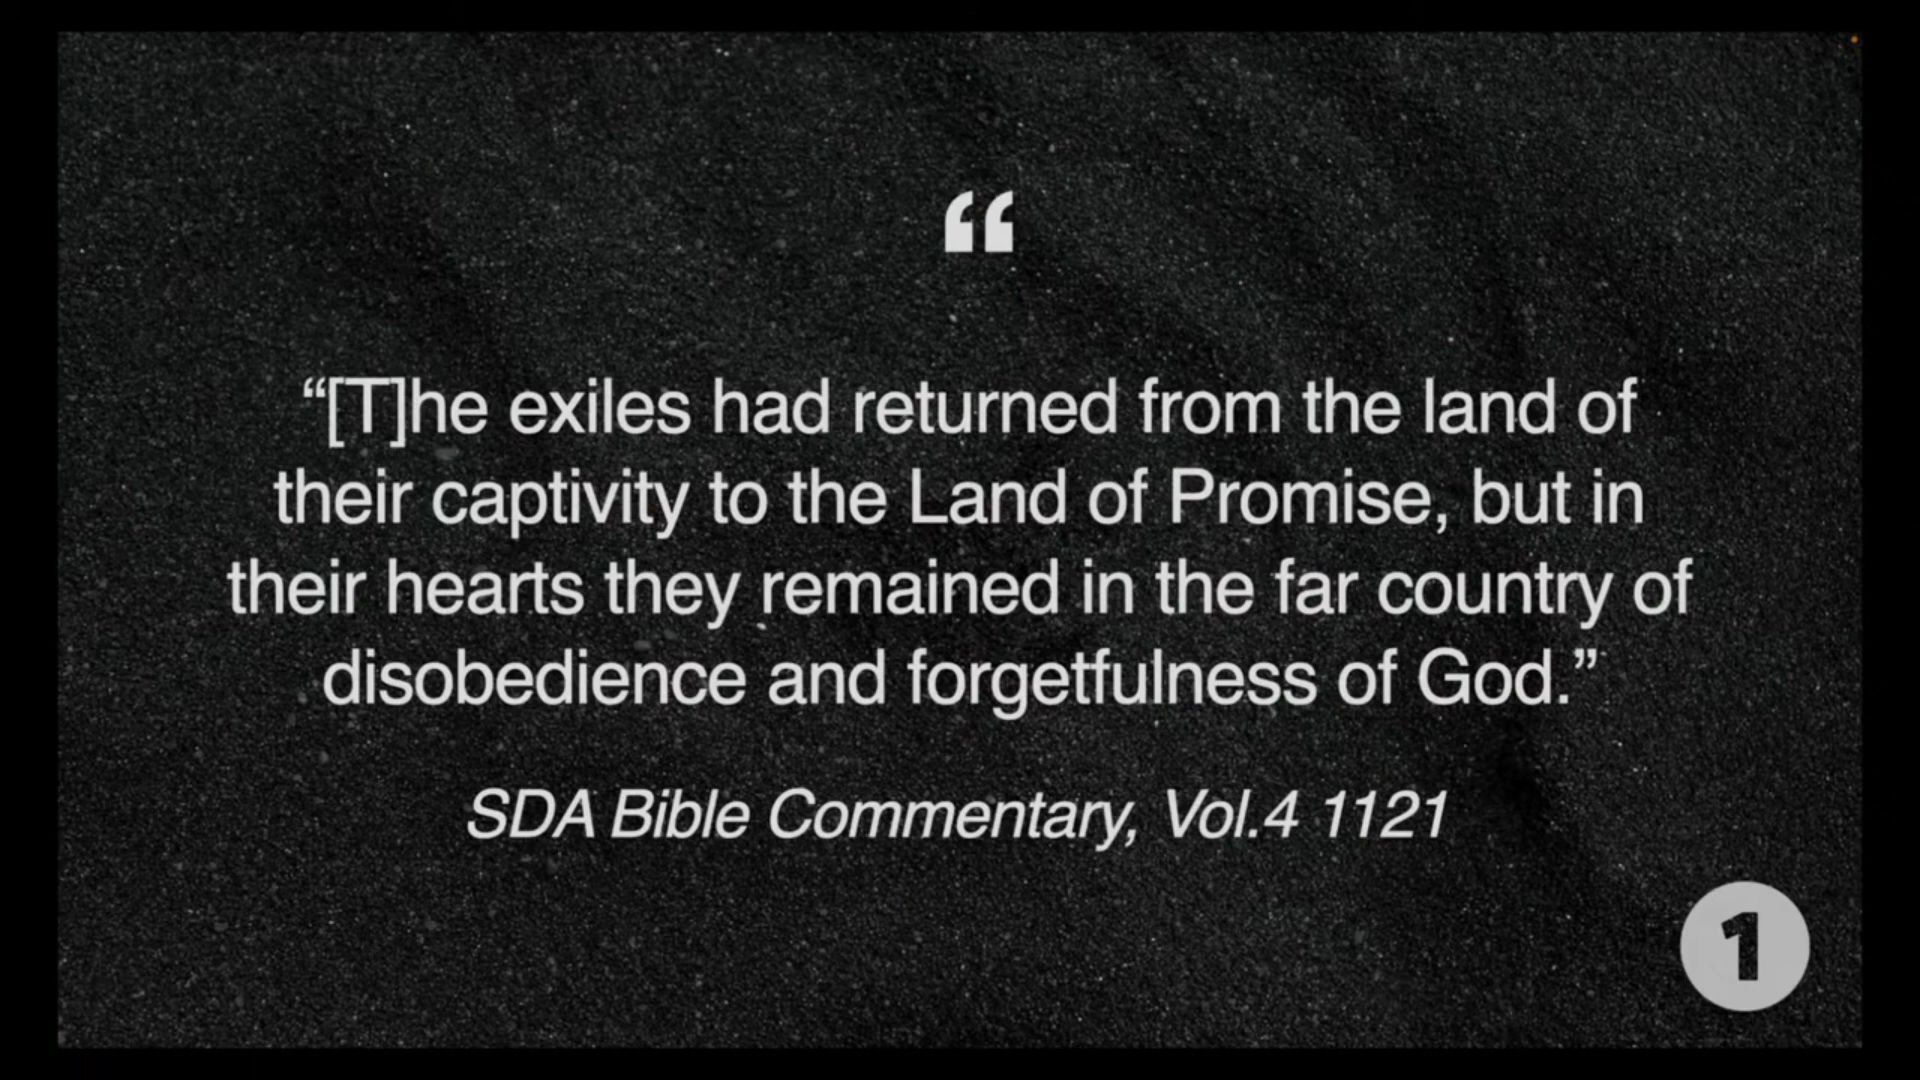 “
“[T]he exiles had returned from the land of
their captivity to the Land of Promise, but in
their hearts they remained in the far country of
disobedience and forgetfulness of God.”
SDA Bible Commentary, Vol.4 1121
1